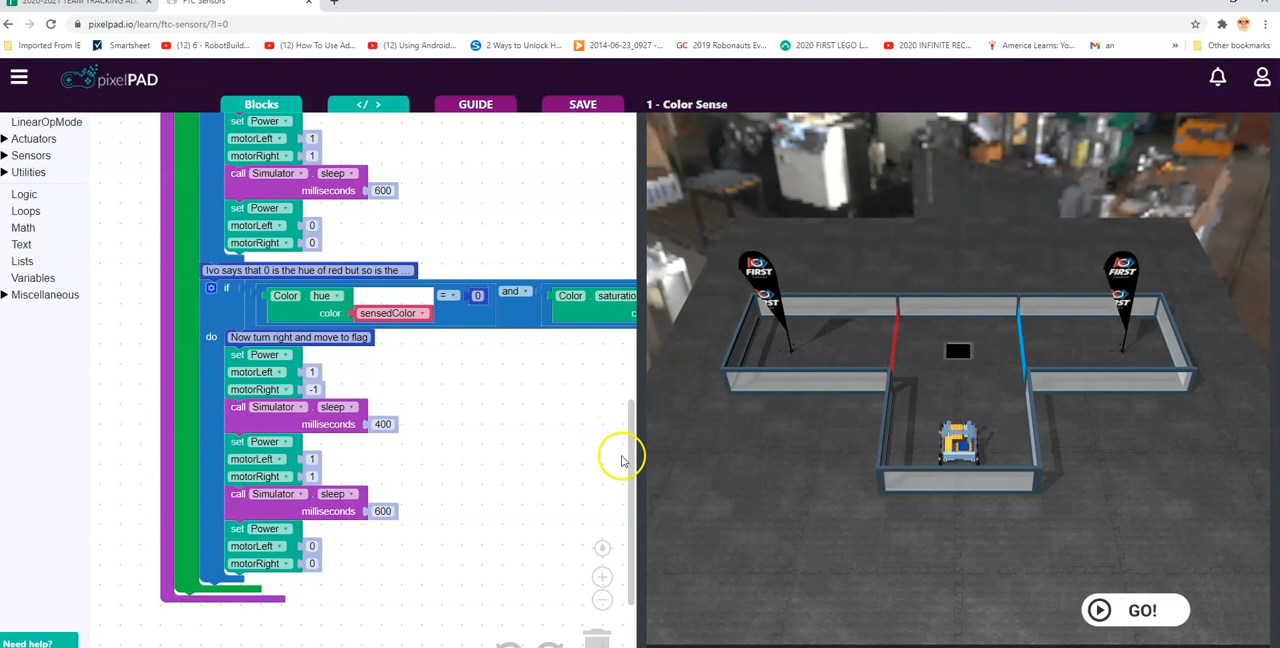 2020-2021 TEAM TRACKING AL...
FTC Sensors
pixelpad.io/learn/ftc-sensors/?l=0
Imported From IE
Smartsheet
(12) 6 - RobotBuild...
(12) How To Use Ad...
(12) Using Android...
2 Ways to Unlock H...
2014-06-23_0927 -...
2019 Robonauts Ev...
2020 FIRST LEGO L...
2020 INFINITE REC...
America Learns: Yo...
an
»
Other bookmarks
pixelPAD
Blocks
</ >
GUIDE
SAVE
1 - Color Sense
LinearOpMode
Actuators
Sensors
Utilities
Logic
Loops
Math
Text
Lists
Variables
Miscellaneous
set Power
motorLeft 1
motorRight 1
call Simulator . sleep
milliseconds 600
set Power
motorLeft 0
motorRight 0
Ivo says that 0 is the hue of red but so is the ...
if Color . hue = 0 and Color . saturatio
color sensedColor c
do Now turn right and move to flag
set Power
motorLeft 1
motorRight -1
call Simulator . sleep
milliseconds 400
set Power
motorLeft 1
motorRight 1
call Simulator . sleep
milliseconds 600
set Power
motorLeft 0
motorRight 0
FIRST
FIRST
GO!
Need help?